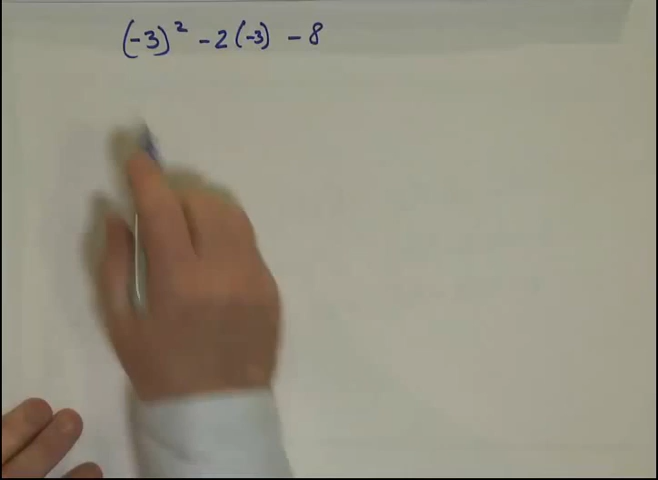 (-3)² - 2(-3) - 8